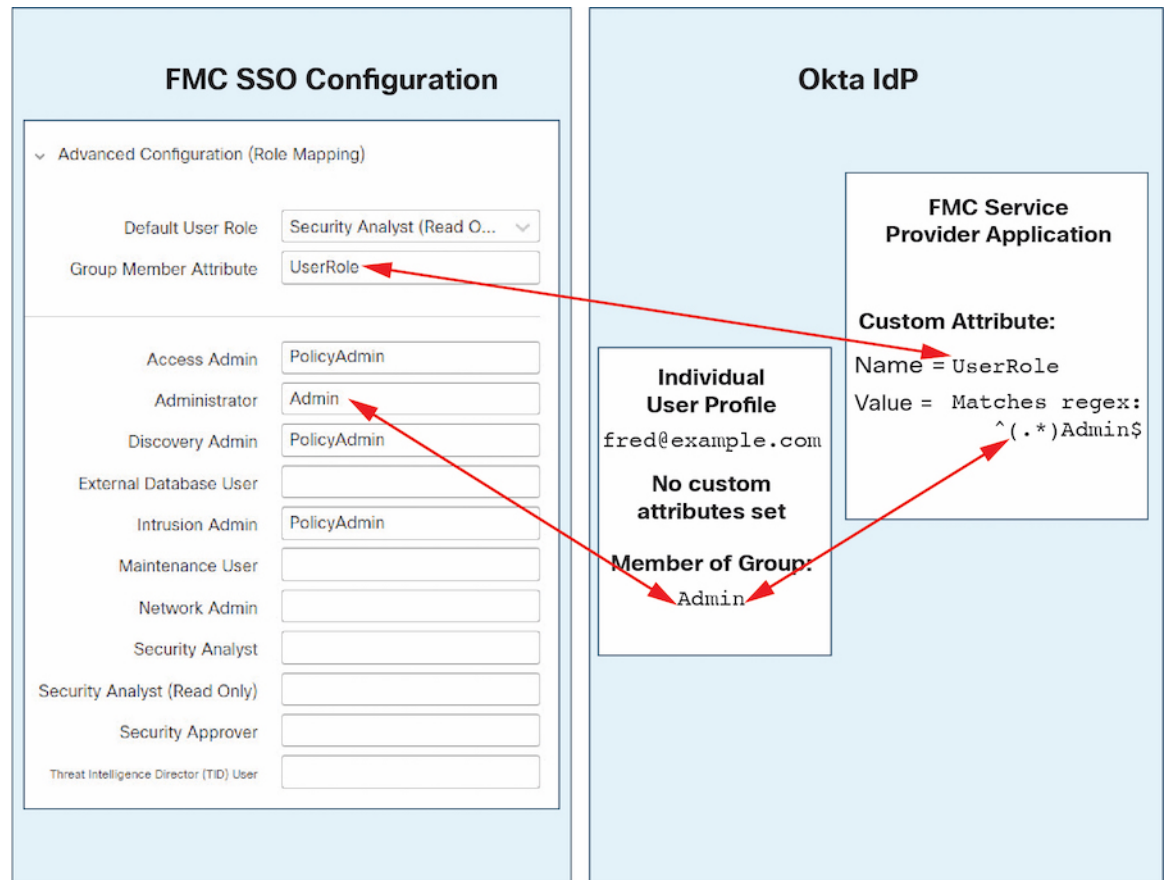 FMC SSO Configuration
Advanced Configuration (Role Mapping)
Default User Role Security Analyst (Read O...
Group Member Attribute UserRole
Access Admin PolicyAdmin
Administrator Admin
Discovery Admin PolicyAdmin
External Database User
Intrusion Admin PolicyAdmin
Maintenance User
Network Admin
Security Analyst
Security Analyst (Read Only)
Security Approver
Threat Intelligence Director (TID) User
Okta IdP
Individual
User Profile
fred@example.com
No custom
attributes set
Member of Group:
Admin
FMC Service
Provider Application
Custom Attribute:
Name = UserRole
Value = Matches regex:
^(.*)Admin$